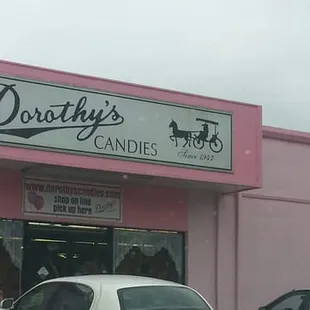 Dorothy's
CANDIES
Since 1947
www.dorothyscandies.com
shop on line
pick up here